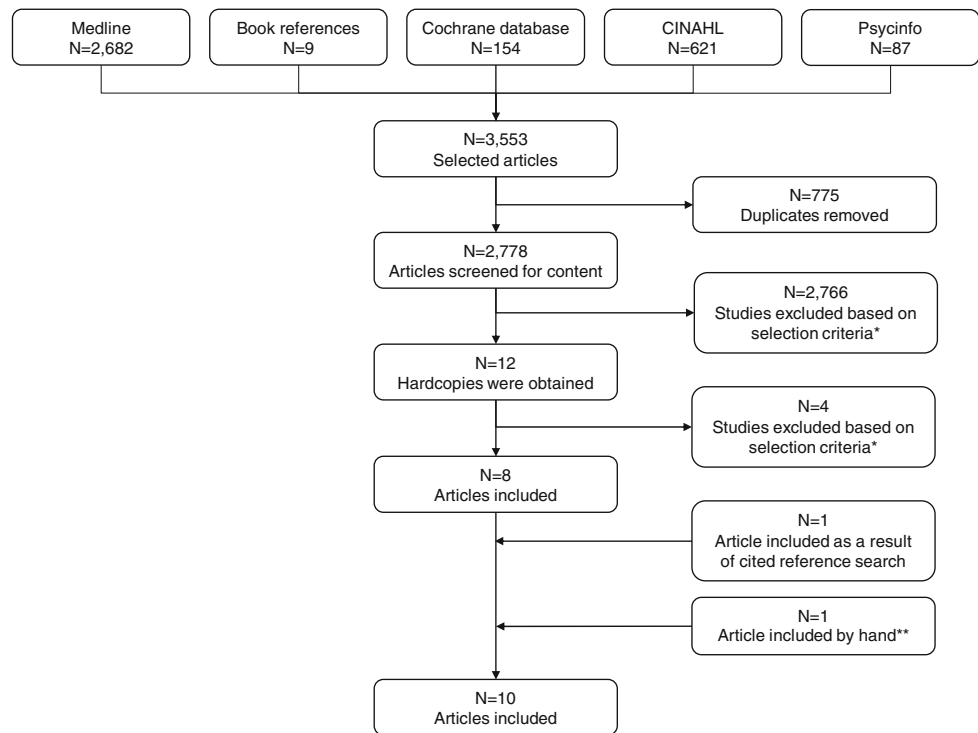 Medline
N=2,682
Book references
N=9
Cochrane database
N=154
CINAHL
N=621
Psycinfo
N=87
N=3,553
Selected articles
N=775
Duplicates removed
N=2,778
Articles screened for content
N=2,766
Studies excluded based on
selection criteria*
N=12
Hardcopies were obtained
N=4
Studies excluded based on
selection criteria*
N=8
Articles included
N=1
Article included as a result
of cited reference search
N=1
Article included by hand**
N=10
Articles included